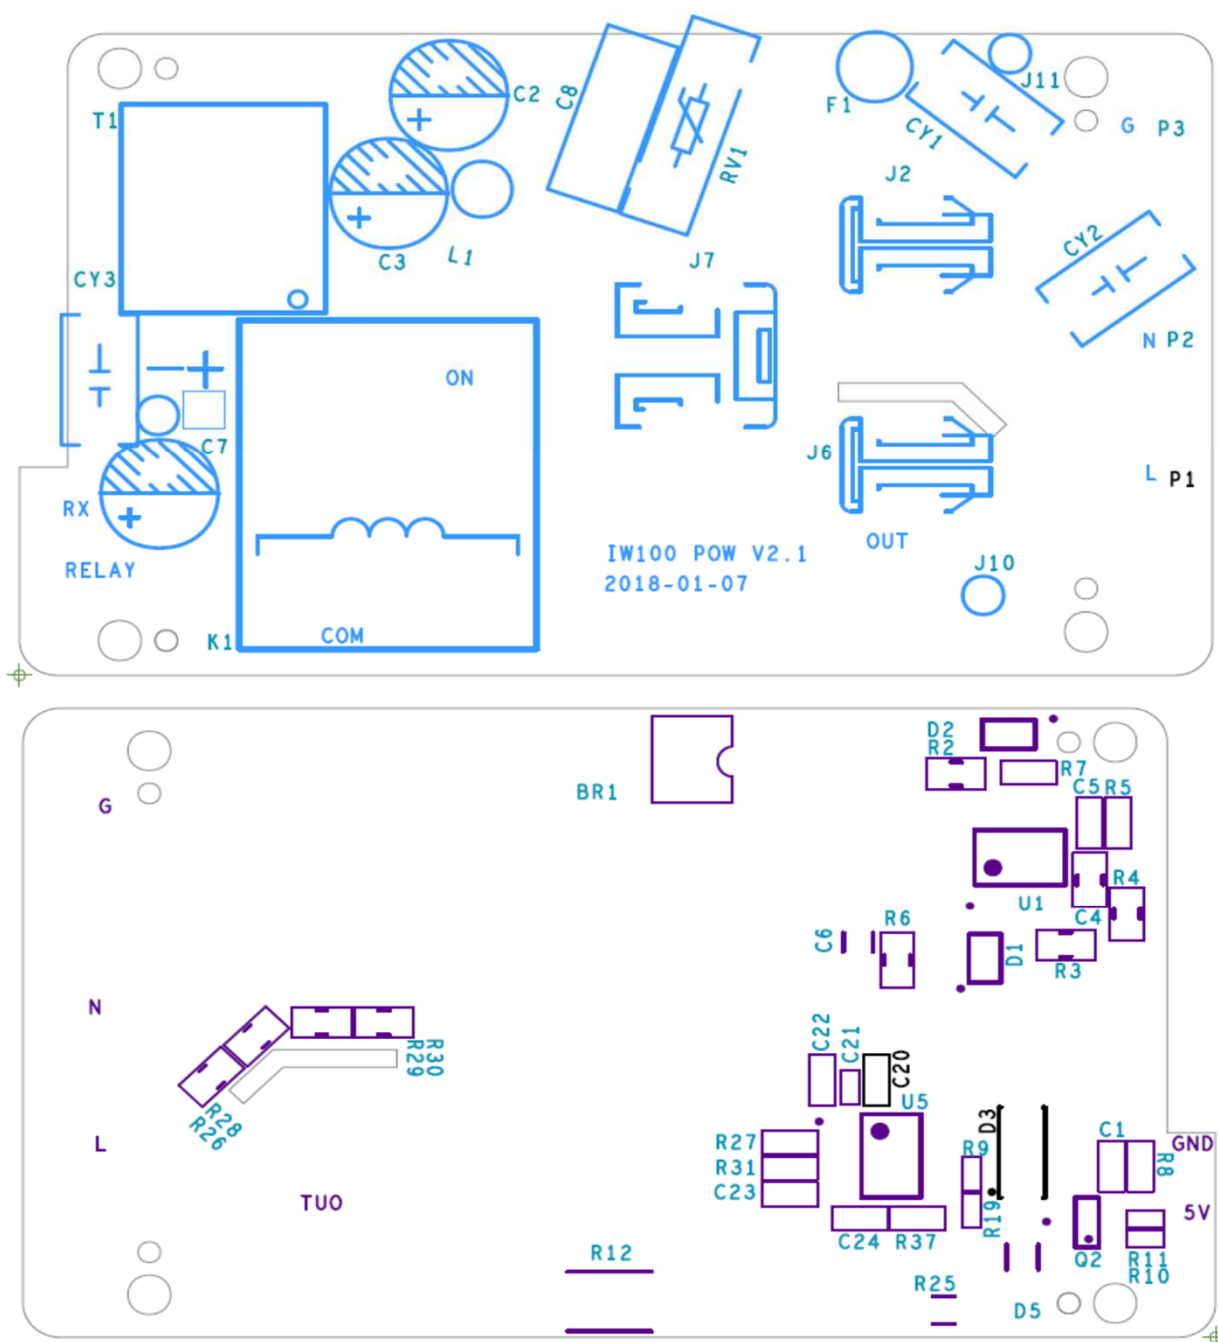 C2
C8
J11
T1
F1
CY1
G P3
RV1
J2
CY2
L1
C3
J7
CY3
N P2
ON
C7
J6
L P1
RX
OUT
IW100 POW V2.1
J10
RELAY
2018-01-07
COM
K1
D2
R2
R7
BR1
C5 R5
G
R4
U1
C4
R6
C6
D1
R3
N
C22
C21
C20
R29
R30
U5
R28
R26
D3
C1
R27
L
GND
R9
R8
R31
C23
TUO
R19
5V
C24 R37
R12
Q2
R11
R10
R25
D5